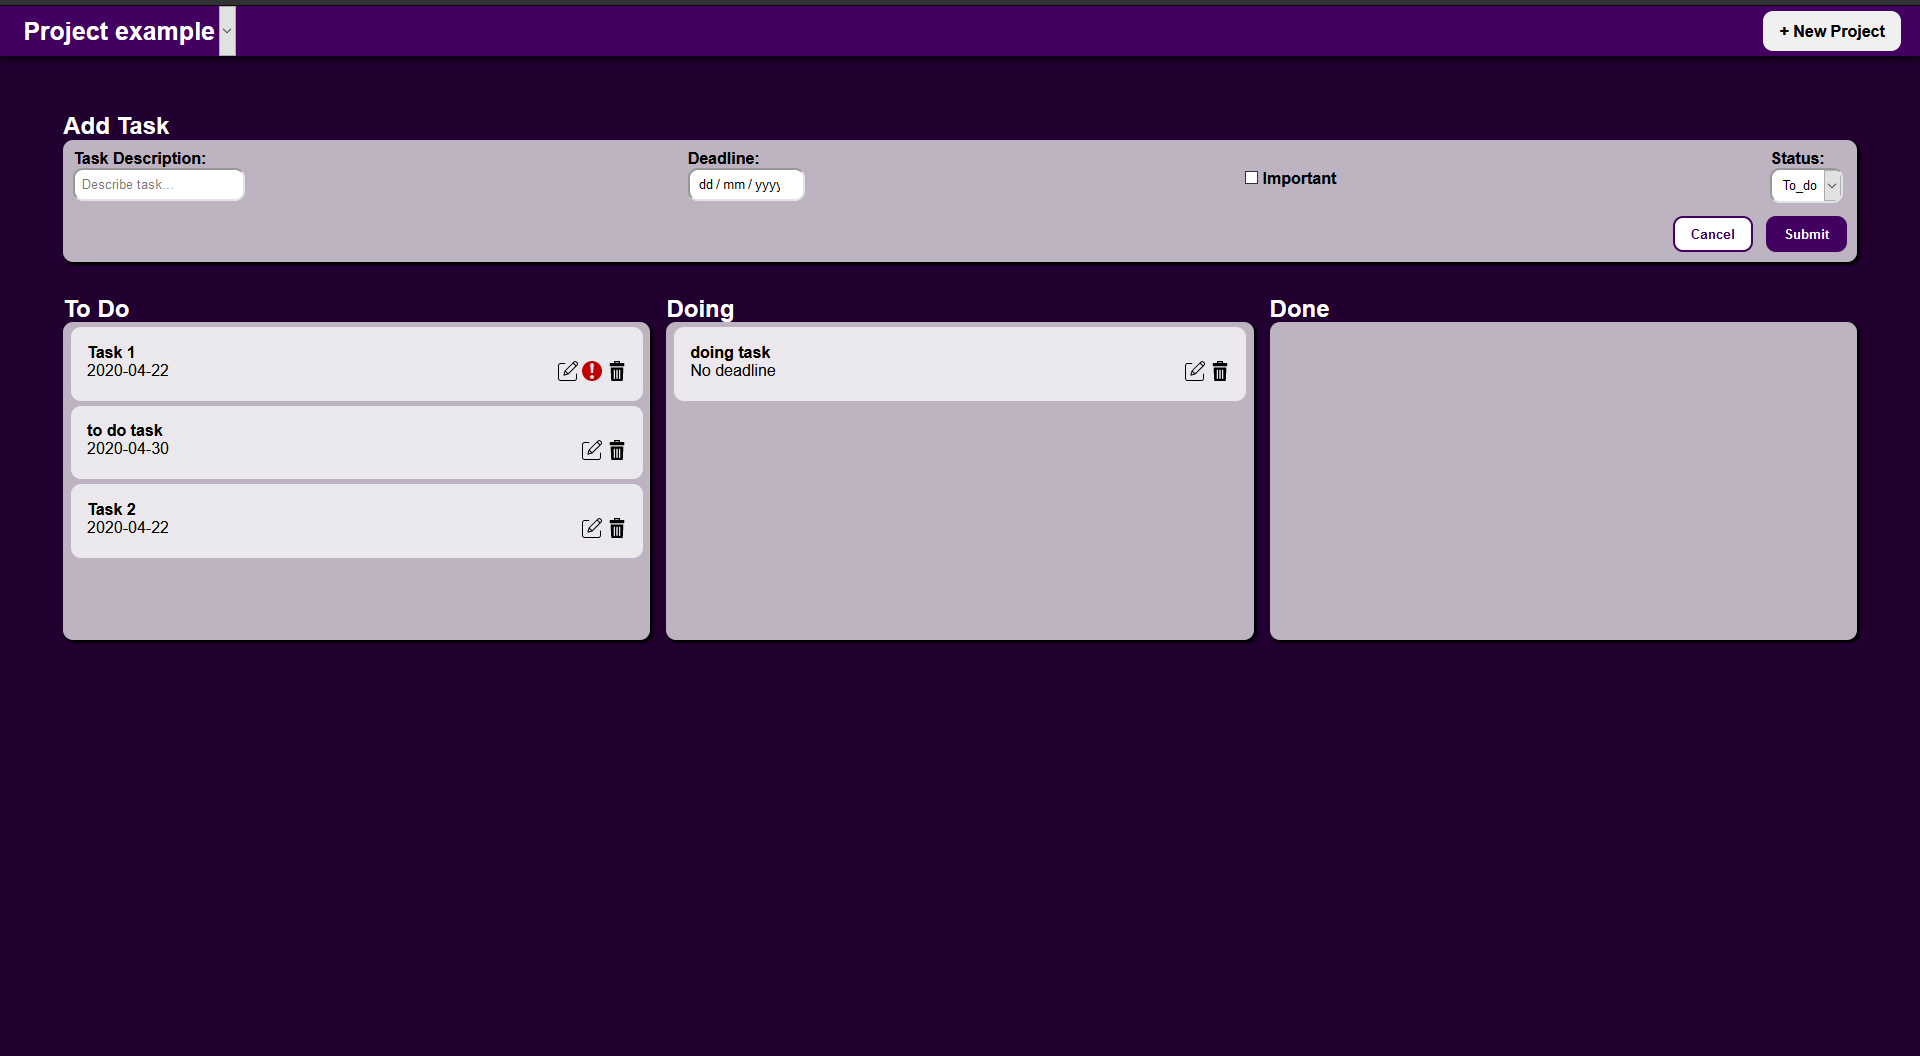 Project example
+ New Project
Add Task
Task Description:
Deadline:
Important
Status:
Describe task...
dd / mm / yyyy
To_do
Cancel
Submit
To Do
Task 1
2020-04-22
to do task
2020-04-30
Task 2
2020-04-22
Doing
doing task
No deadline
Done